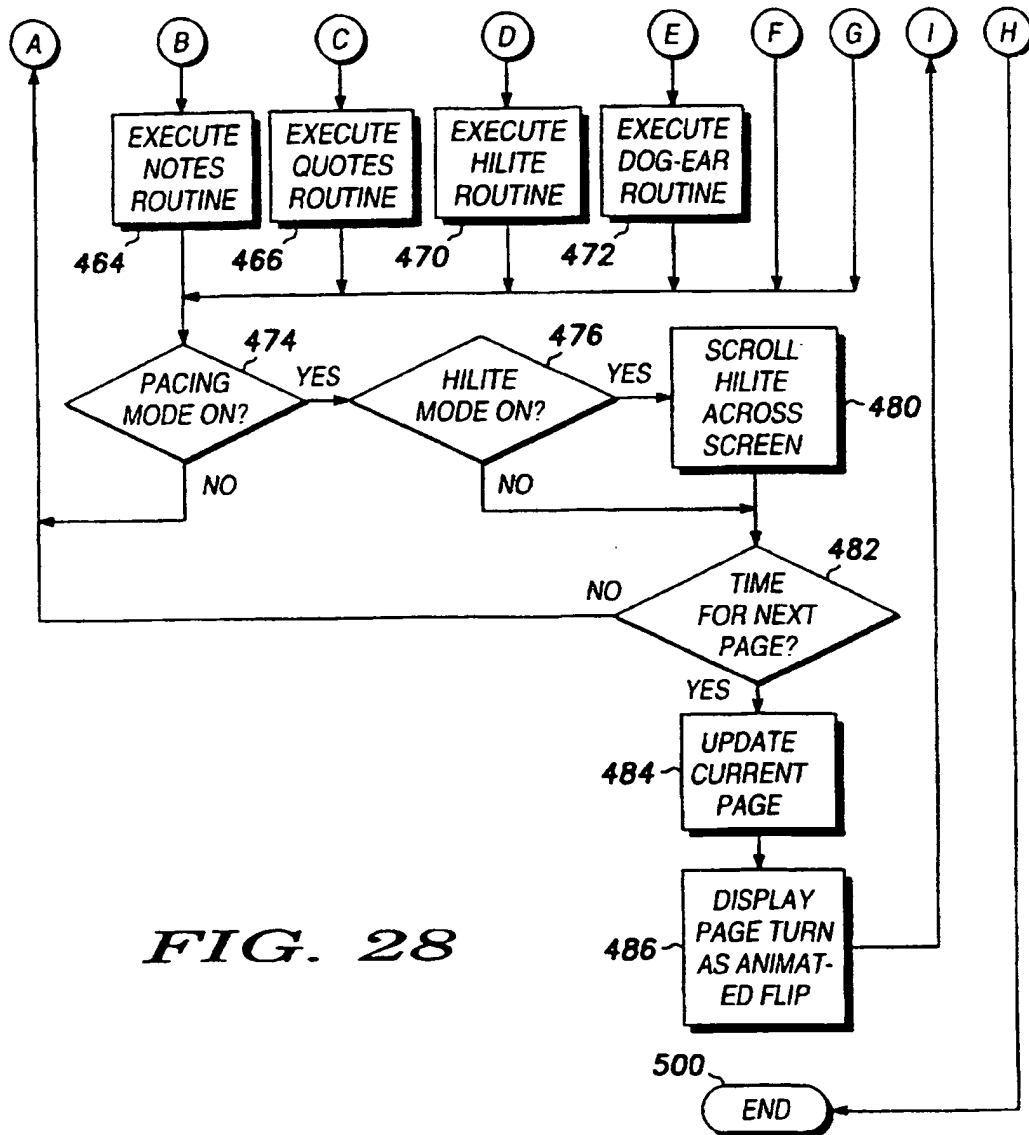 A
B
C
D
E
F
G
I
H
EXECUTE
NOTES
ROUTINE
EXECUTE
QUOTES
ROUTINE
EXECUTE
HILITE
ROUTINE
EXECUTE
DOG-EAR
ROUTINE
464
466
470
472
474
476
PACING
MODE ON?
YES
HILITE
MODE ON?
YES
SCROLL
HILITE
ACROSS
SCREEN
480
NO
NO
482
NO
TIME
FOR NEXT
PAGE?
YES
484
UPDATE
CURRENT
PAGE
486
DISPLAY
PAGE TURN
AS ANIMAT-
ED FLIP
FIG. 28
500
END